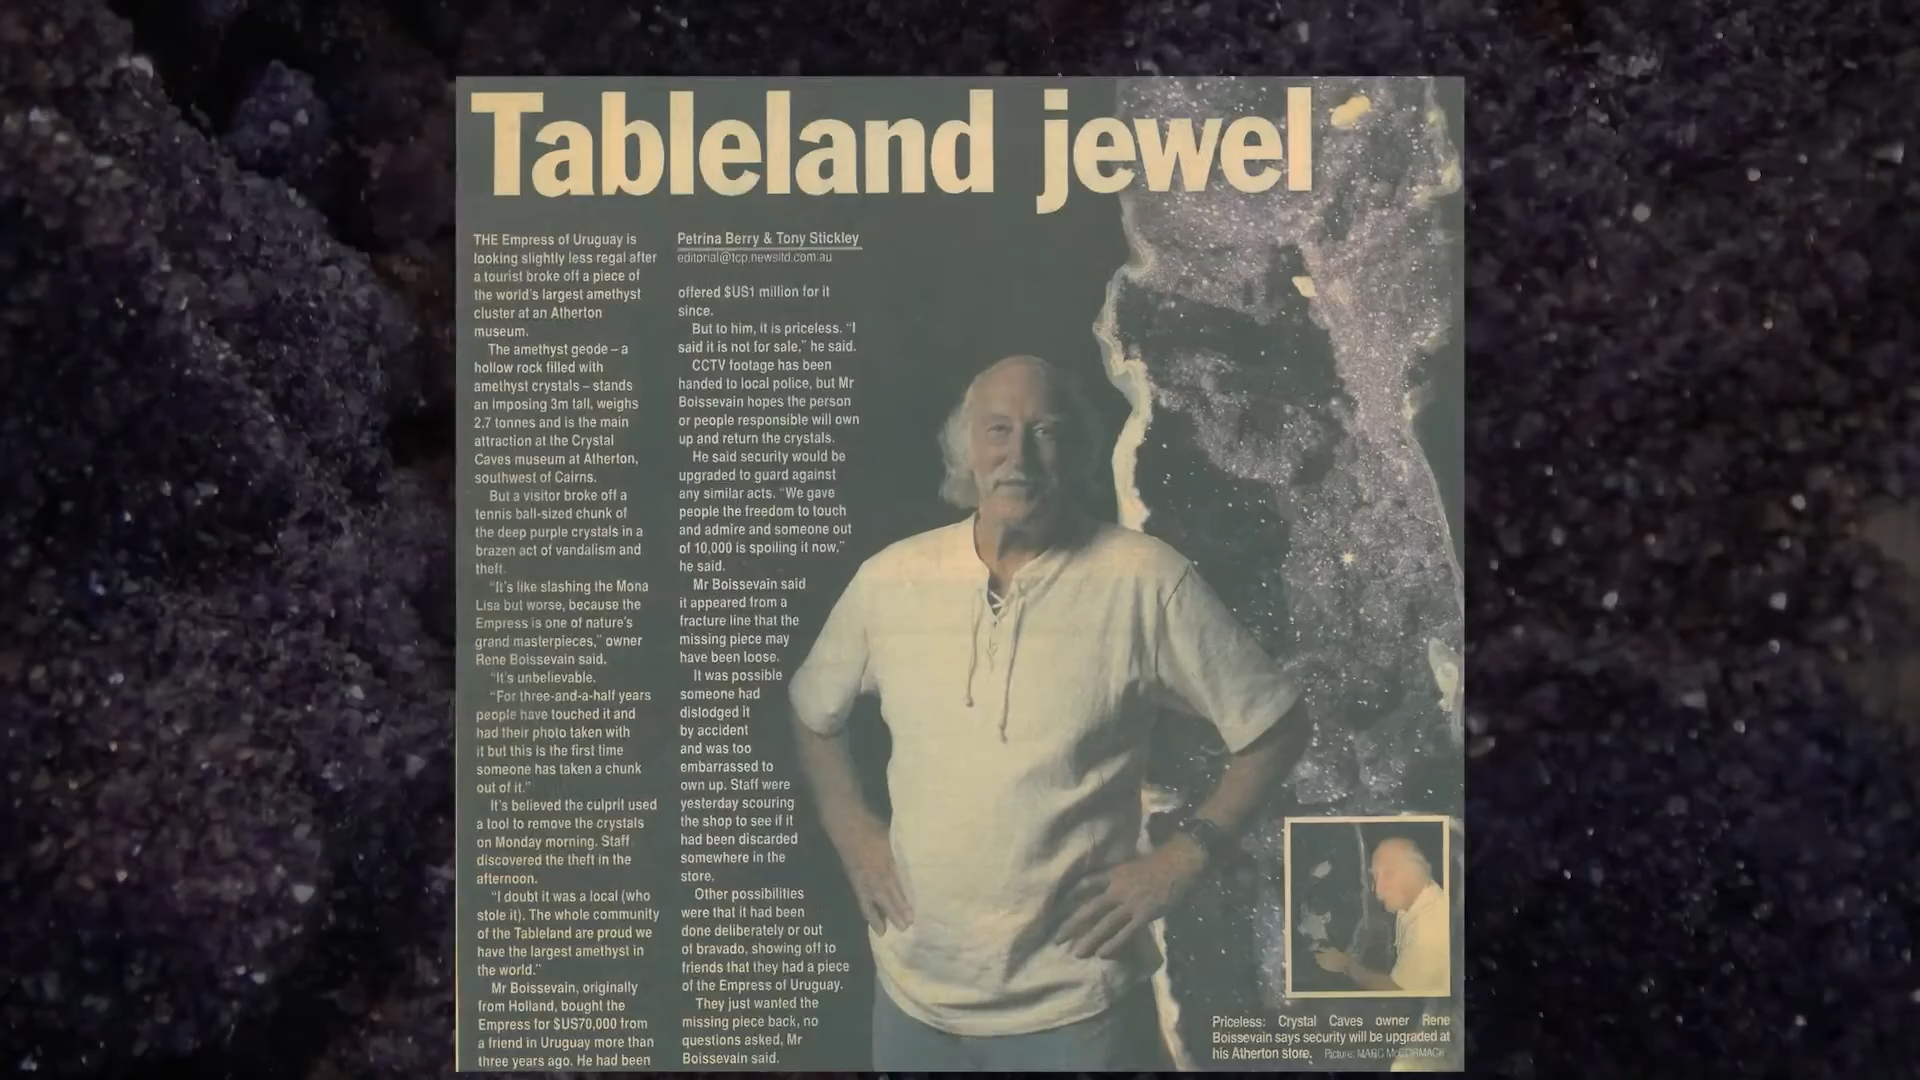 Tableland jewel
THE Empress of Uruguay is
looking slightly less regal after
a tourist broke off a piece of
the world's largest amethyst
cluster at an Atherton
museum.
The amethyst geode – a
hollow rock filled with
amethyst crystals – stands
an imposing 3m tall, weighs
2.7 tonnes and is the main
attraction at the Crystal
Caves museum at Atherton,
southwest of Cairns.
But a visitor broke off a
tennis ball-sized chunk of
the deep purple crystals in a
brazen act of vandalism and
theft.
"It's like slashing the Mona
Lisa but worse, because the
Empress is one of nature's
grand masterpieces," owner
Rene Boissevain said.
"It's unbelievable.
"For three-and-a-half years
people have touched it and
had their photo taken with
it but this is the first time
someone has taken a chunk
out of it."
It's believed the culprit used
a tool to remove the crystals
on Monday morning. Staff
discovered the theft in the
afternoon.
"I doubt it was a local (who
stole it). The whole community
of the Tableland are proud we
have the largest amethyst in
the world."
Mr Boissevain, originally
from Holland, bought the
Empress for $US70,000 from
a friend in Uruguay more than
three years ago. He had been
Petrina Berry & Tony Stickley
editorial@tcp.newsltd.com.au
offered $US1 million for it
since.
But to him, it is priceless. "I
said it is not for sale," he said.
CCTV footage has been
handed to local police, but Mr
Boissevain hopes the person
or people responsible will own
up and return the crystals.
He said security would be
upgraded to guard against
any similar acts. "We gave
people the freedom to touch
and admire and someone out
of 10,000 is spoiling it now,"
he said.
Mr Boissevain said
it appeared from a
fracture line that the
missing piece may
have been loose.
It was possible
someone had
dislodged it
by accident
and was too
embarrassed to
own up. Staff were
yesterday scouring
the shop to see if it
had been discarded
somewhere in the
store.
Other possibilities
were that it had been
done deliberately or out
of bravado, showing off to
friends that they had a piece
of the Empress of Uruguay.
They just wanted the
missing piece back, no
questions asked, Mr
Boissevain said.
Priceless: Crystal Caves owner Rene
Boissevain says security will be upgraded at
his Atherton store. Picture: MARC McCORMACK